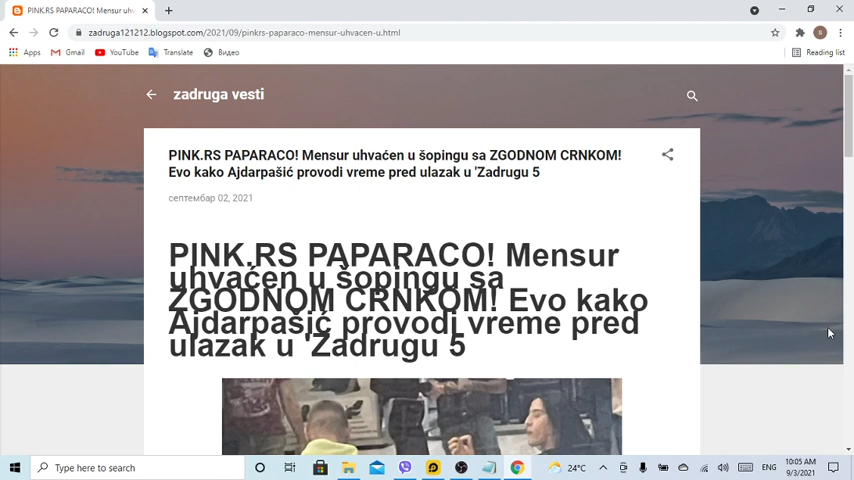 PINK.RS PAPARACO! Mensur uhva
zadruga121212.blogspot.com/2021/09/pinkrs-paparaco-mensur-uhvacen-u.html
B
Apps Gmail YouTube Translate Видео Reading list
zadruga vesti
PINK.RS PAPARACO! Mensur uhvaćen u šopingu sa ZGODNOM CRNKOM!
Evo kako Ajdarpašić provodi vreme pred ulazak u 'Zadrugu 5
септембар 02, 2021
PINK.RS PAPARACO! Mensur
uhvaćen u šopingu sa
ZGODNOM CRNKOM! Evo kako
Ajdarpašić provodi vreme pred
ulazak u 'Zadrugu 5
Type here to search
24°C
ENG
10:05 AM
9/3/2021